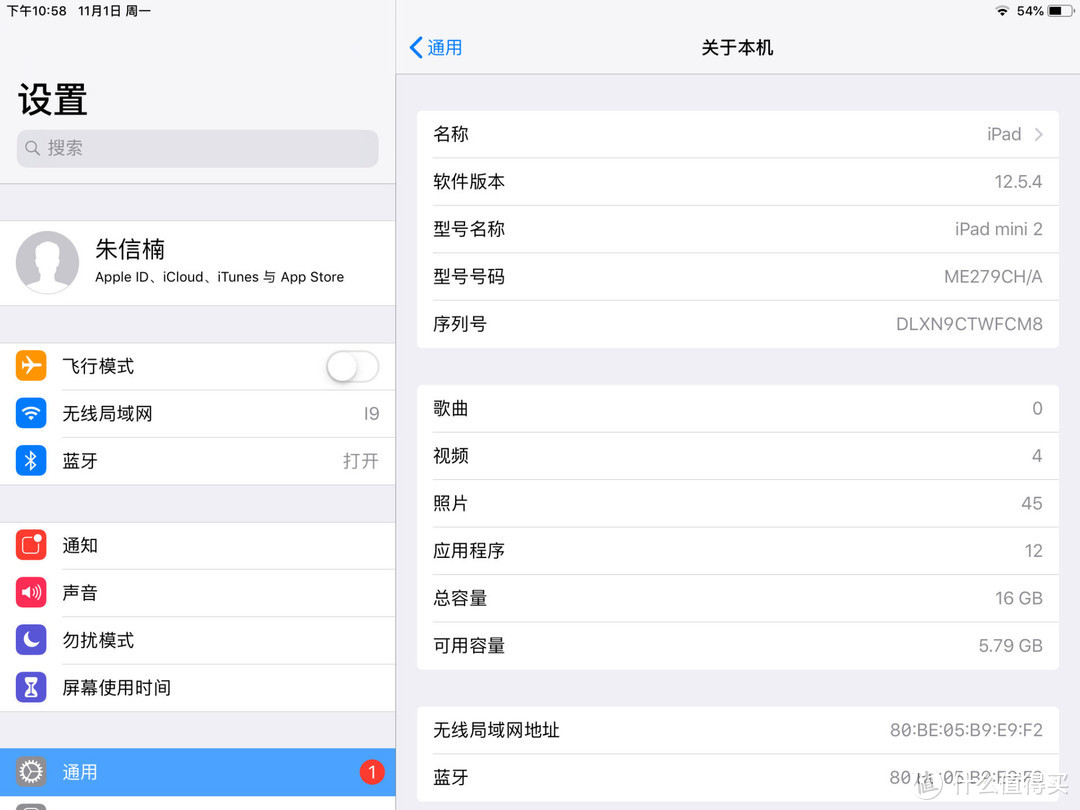 下午10:58 11月1日 周一
54%
设置
搜索
朱信楠
Apple ID、iCloud、iTunes 与 App Store
飞行模式
无线局域网 I9
蓝牙 打开
通知
声音
勿扰模式
屏幕使用时间
通用 1
通用
关于本机
名称 iPad
软件版本 12.5.4
型号名称 iPad mini 2
型号号码 ME279CH/A
序列号 DLXN9CTWFCM8
歌曲 0
视频 4
照片 45
应用程序 12
总容量 16 GB
可用容量 5.79 GB
无线局域网地址 80:BE:05:B9:E9:F2
蓝牙
值 什么值得买